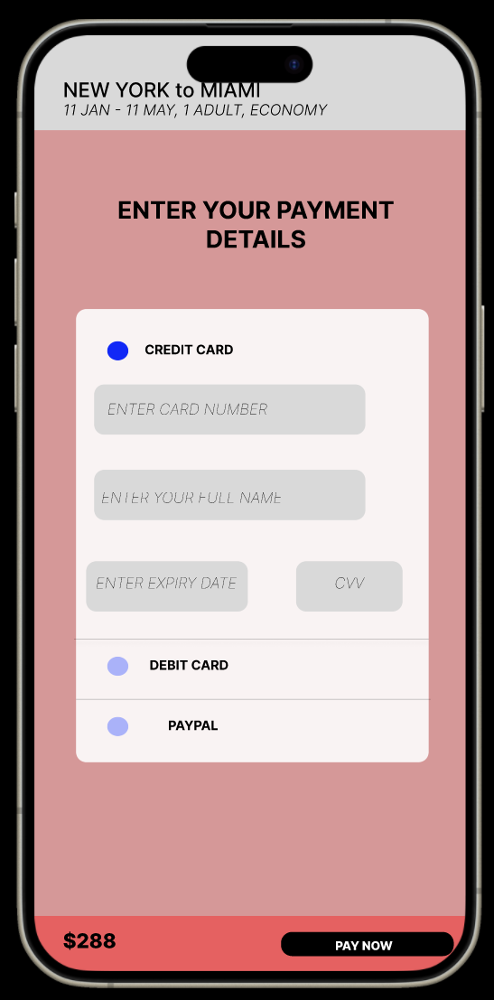 NEW YORK to MIAMI
11 JAN - 11 MAY, 1 ADULT, ECONOMY
ENTER YOUR PAYMENT
DETAILS
CREDIT CARD
ENTER CARD NUMBER
ENTER YOUR FULL NAME
ENTER EXPIRY DATE
CVV
DEBIT CARD
PAYPAL
$288
PAY NOW